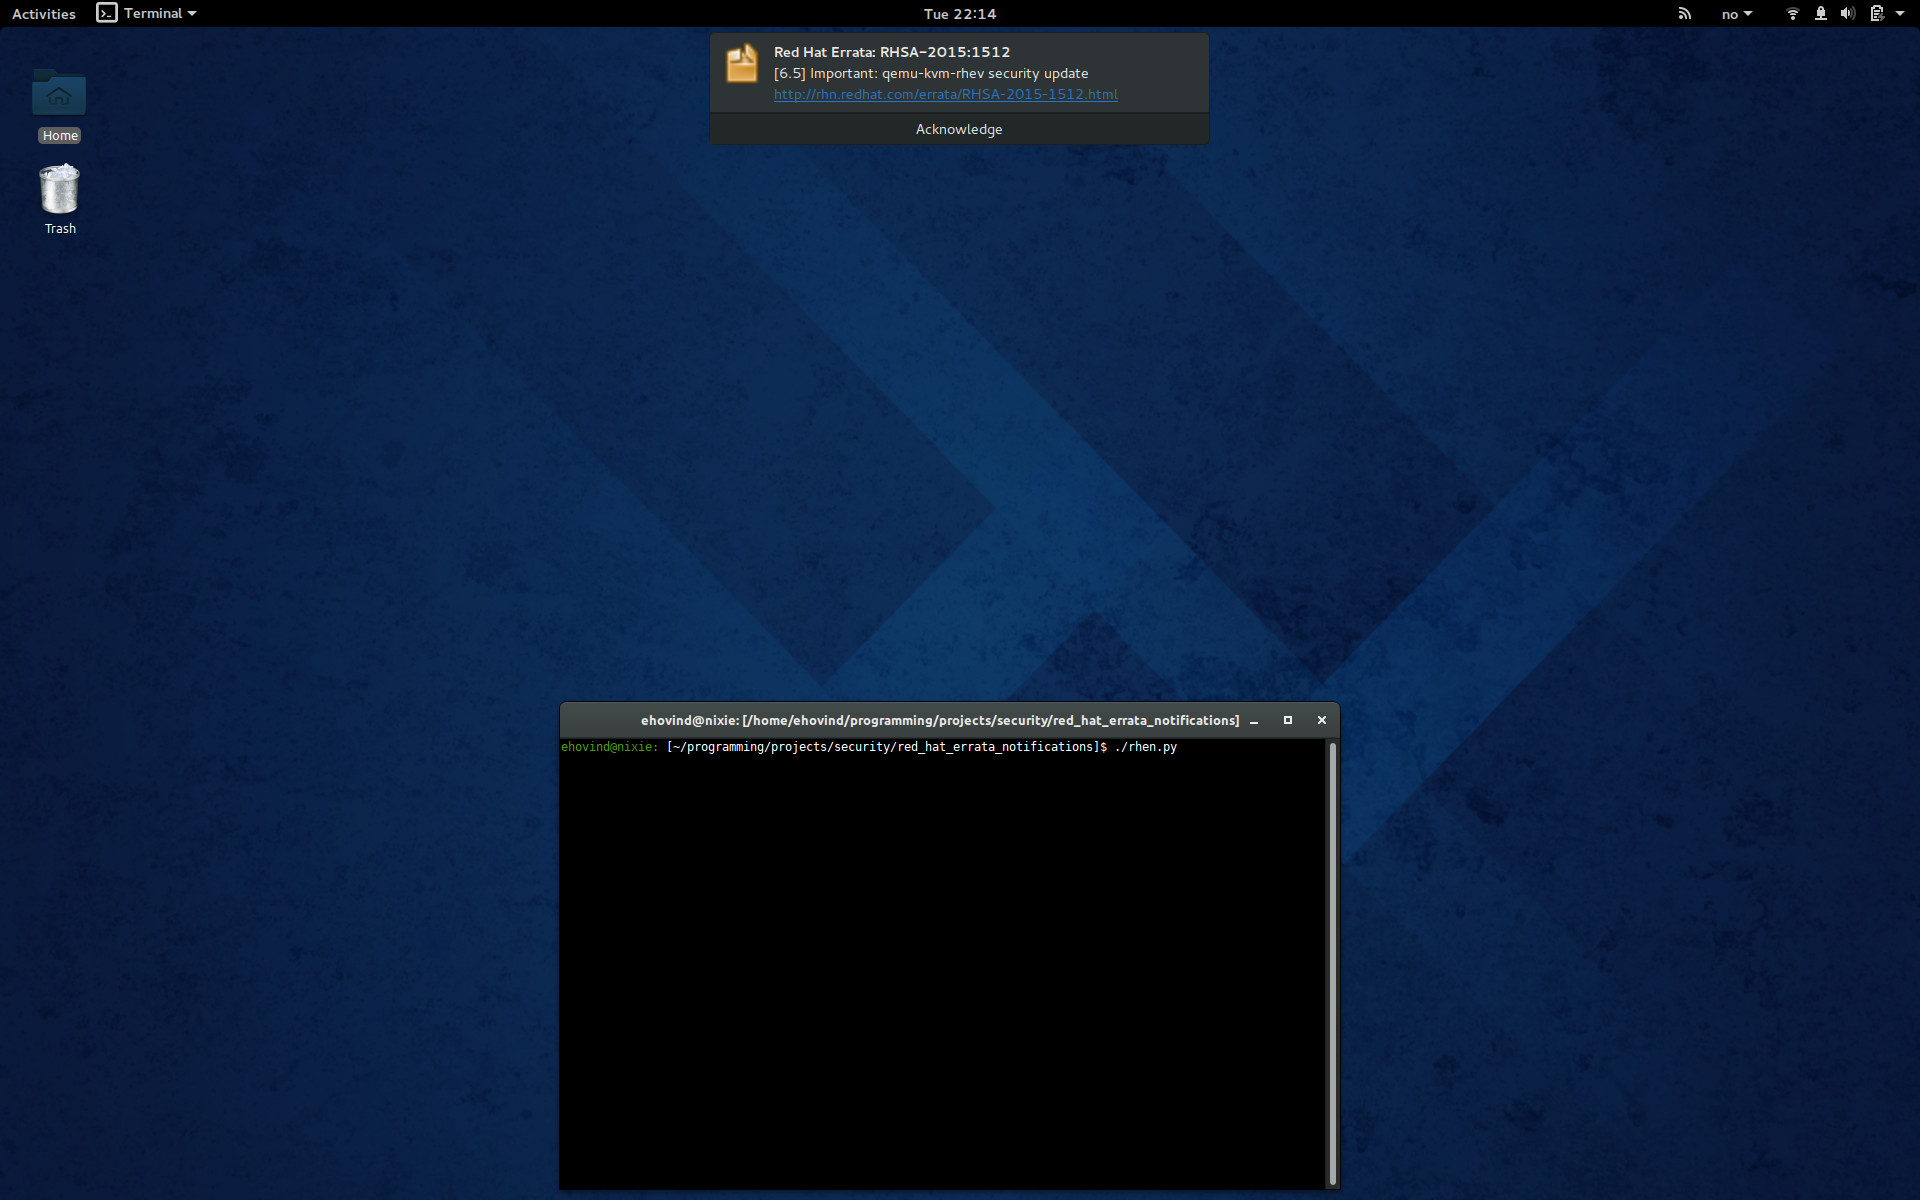 Activities Terminal Tue 22:14 no
Red Hat Errata: RHSA-2015:1512
[6.5] Important: qemu-kvm-rhev security update
http://rhn.redhat.com/errata/RHSA-2015-1512.html
Acknowledge
Home
Trash
ehovind@nixie: [/home/ehovind/programming/projects/security/red_hat_errata_notifications]
ehovind@nixie: [~/programming/projects/security/red_hat_errata_notifications]$ ./rhen.py